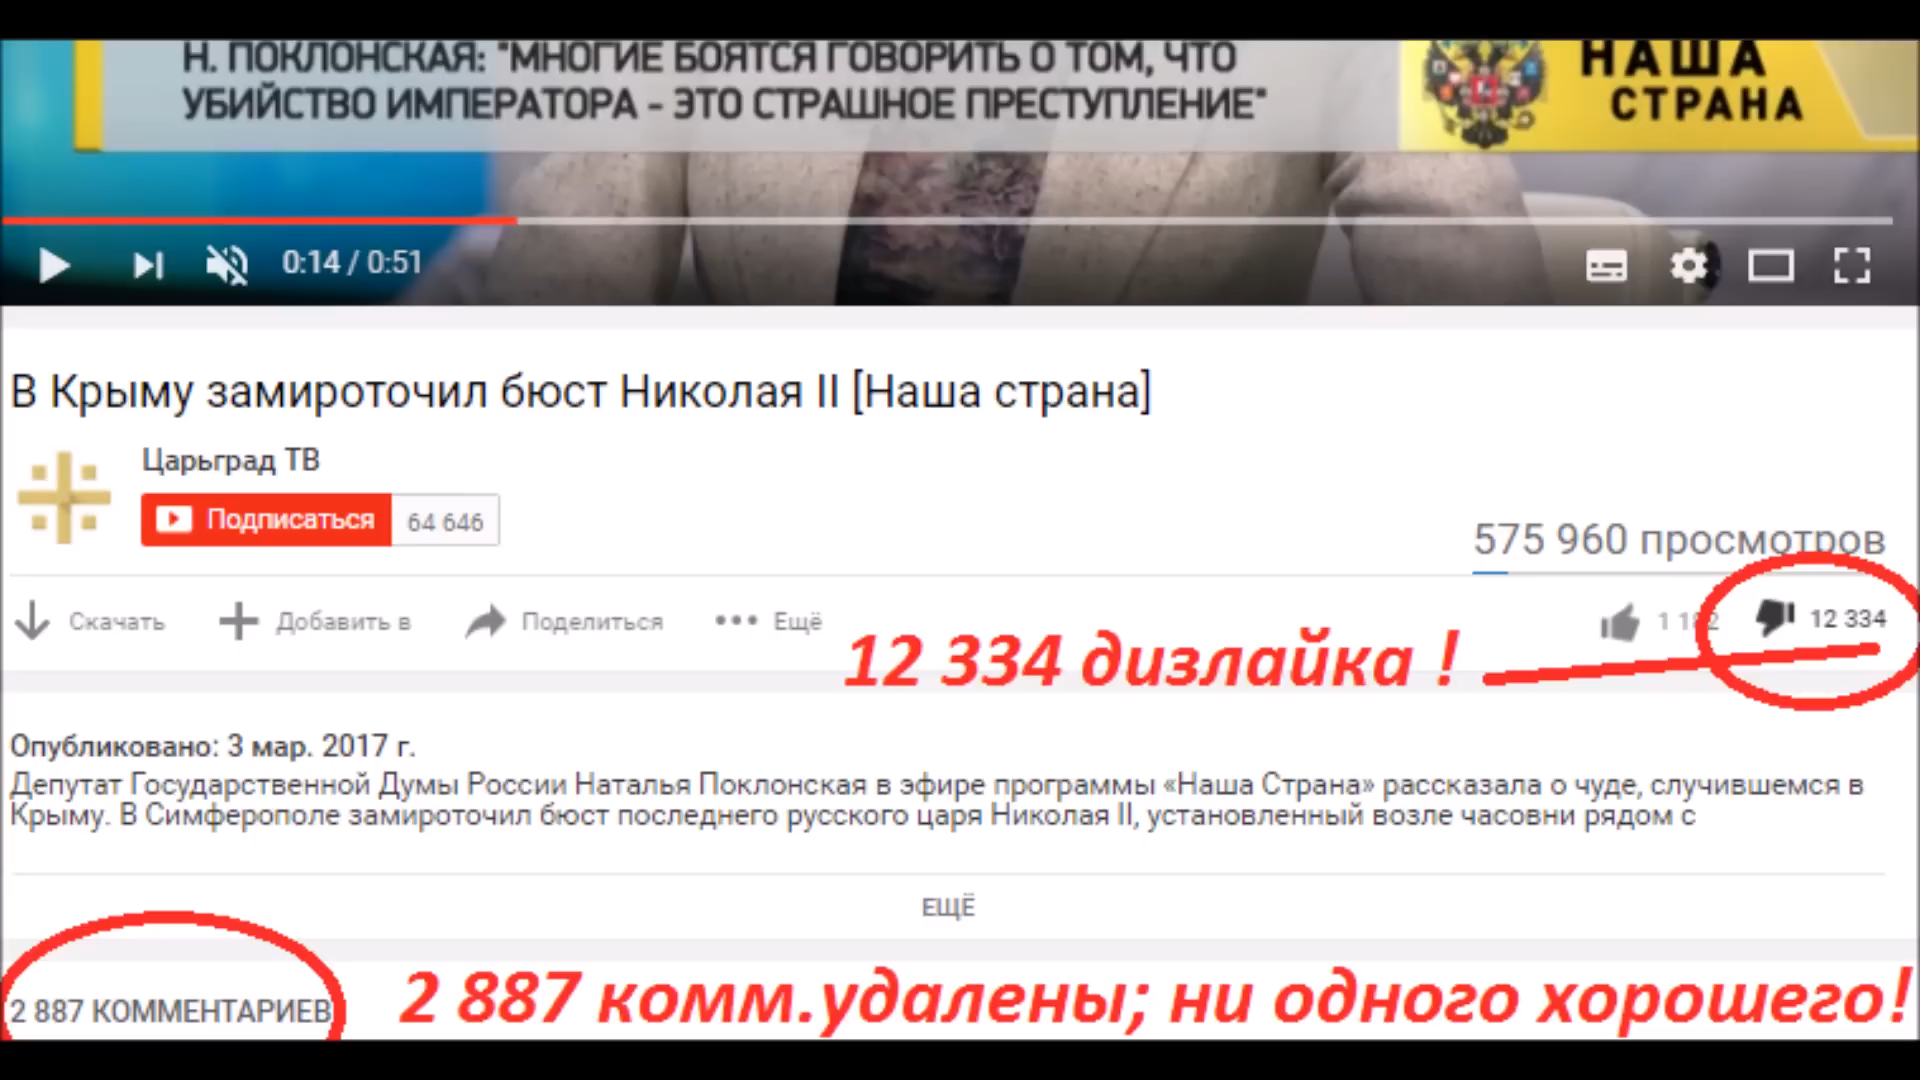 Н. ПОКЛОНСКАЯ: "МНОГИЕ БОЯТСЯ ГОВОРИТЬ О ТОМ, ЧТО
УБИЙСТВО ИМПЕРАТОРА - ЭТО СТРАШНОЕ ПРЕСТУПЛЕНИЕ"
НАША
СТРАНА
0:14 / 0:51
В Крыму замироточил бюст Николая II [Наша страна]
Царьград ТВ
Подписаться 64 646
575 960 просмотров
Скачать Добавить в Поделиться Ещё
12 334
12 334 дизлайка !
Опубликовано: 3 мар. 2017 г.
Депутат Государственной Думы России Наталья Поклонская в эфире программы «Наша Страна» рассказала о чуде, случившемся в
Крыму. В Симферополе замироточил бюст последнего русского царя Николая II, установленный возле часовни рядом с
ЕЩЁ
2 887 КОММЕНТАРИЕВ
2 887 комм.удалены; ни одного хорошего!